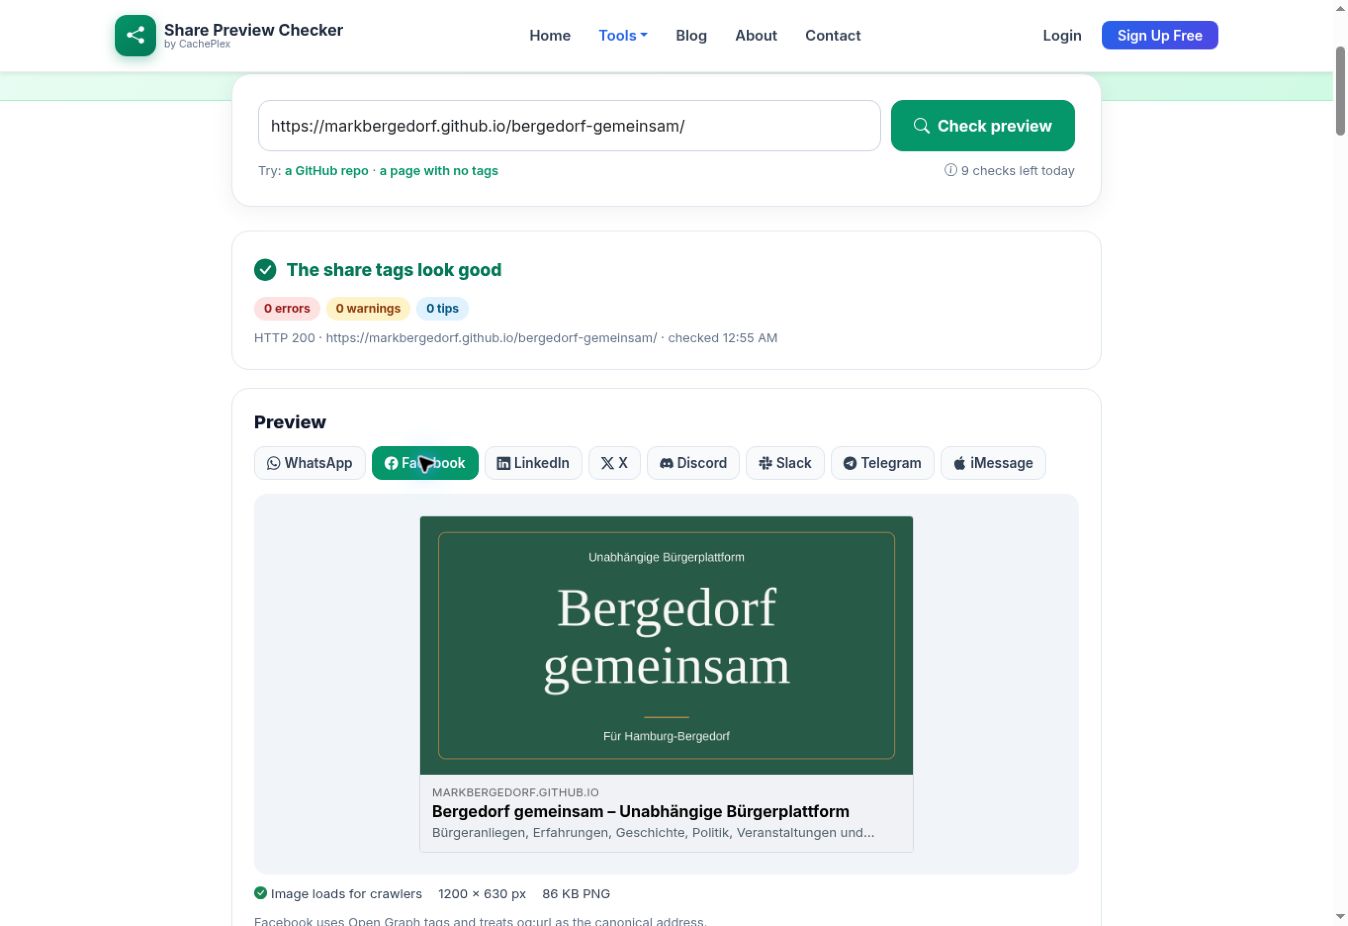 Share Preview Checker
by CachePlex
Home Tools Blog About Contact Login Sign Up Free
https://markbergedorf.github.io/bergedorf-gemeinsam/ Check preview
Try: a GitHub repo · a page with no tags 9 checks left today
The share tags look good
0 errors 0 warnings 0 tips
HTTP 200 · https://markbergedorf.github.io/bergedorf-gemeinsam/ · checked 12:55 AM
Preview
WhatsApp Facebook LinkedIn X Discord Slack Telegram iMessage
Unabhängige Bürgerplattform
Bergedorf
gemeinsam
Für Hamburg-Bergedorf
MARKBERGEDORF.GITHUB.IO
Bergedorf gemeinsam – Unabhängige Bürgerplattform
Bürgeranliegen, Erfahrungen, Geschichte, Politik, Veranstaltungen und...
Image loads for crawlers 1200 × 630 px 86 KB PNG
Facebook uses Open Graph tags and treats og:url as the canonical address.